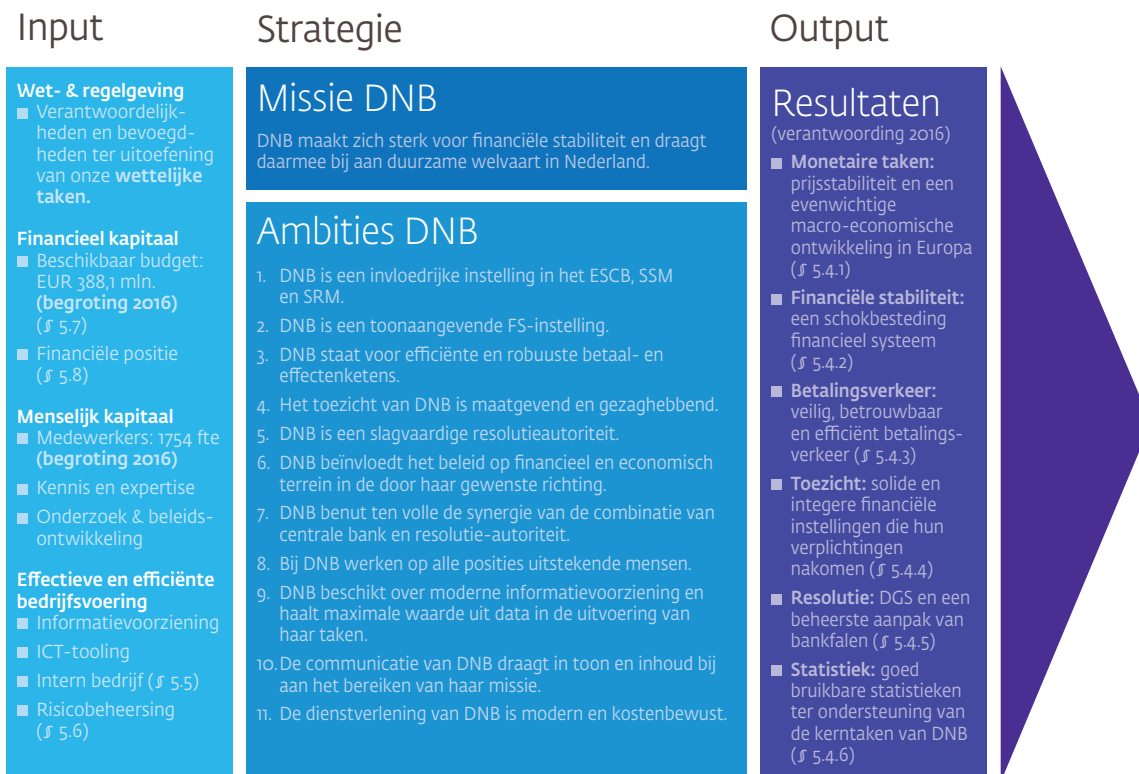 Input
Wet- & regelgeving
■ Verantwoordelijk-
heden en bevoegd-
heden ter uitoefening
van onze wettelijke
taken.
Financieel kapitaal
■ Beschikbaar budget:
EUR 388,1 mln.
(begroting 2016)
(§ 5.7)
■ Financiële positie
(§ 5.8)
Menselijk kapitaal
■ Medewerkers: 1754 fte
(begroting 2016)
■ Kennis en expertise
■ Onderzoek & beleids-
ontwikkeling
Effectieve en efficiënte
bedrijfsvoering
■ Informatievoorziening
■ ICT-tooling
■ Intern bedrijf (§ 5.5)
■ Risicobeheersing
(§ 5.6)
Strategie
Missie DNB
DNB maakt zich sterk voor financiële stabiliteit en draagt
daarmee bij aan duurzame welvaart in Nederland.
Ambities DNB
1. DNB is een invloedrijke instelling in het ESCB, SSM
en SRM.
2. DNB is een toonaangevende FS-instelling.
3. DNB staat voor efficiënte en robuuste betaal- en
effectenketens.
4. Het toezicht van DNB is maatgevend en gezaghebbend.
5. DNB is een slagvaardige resolutieautoriteit.
6. DNB beïnvloedt het beleid op financieel en economisch
terrein in de door haar gewenste richting.
7. DNB benut ten volle de synergie van de combinatie van
centrale bank en resolutie-autoriteit.
8. Bij DNB werken op alle posities uitstekende mensen.
9. DNB beschikt over moderne informatievoorziening en
haalt maximale waarde uit data in de uitvoering van
haar taken.
10. De communicatie van DNB draagt in toon en inhoud bij
aan het bereiken van haar missie.
11. De dienstverlening van DNB is modern en kostenbewust.
Output
Resultaten
(verantwoording 2016)
■ Monetaire taken:
prijsstabiliteit en een
evenwichtige
macro-economische
ontwikkeling in Europa
(§ 5.4.1)
■ Financiële stabiliteit:
een schokbesteding
financieel systeem
(§ 5.4.2)
■ Betalingsverkeer:
veilig, betrouwbaar
en efficiënt betalings-
verkeer (§ 5.4.3)
■ Toezicht: solide en
integere financiële
instellingen die hun
verplichtingen
nakomen (§ 5.4.4)
■ Resolutie: DGS en een
beheerste aanpak van
bankfalen (§ 5.4.5)
■ Statistiek: goed
bruikbare statistieken
ter ondersteuning van
de kerntaken van DNB
(§ 5.4.6)